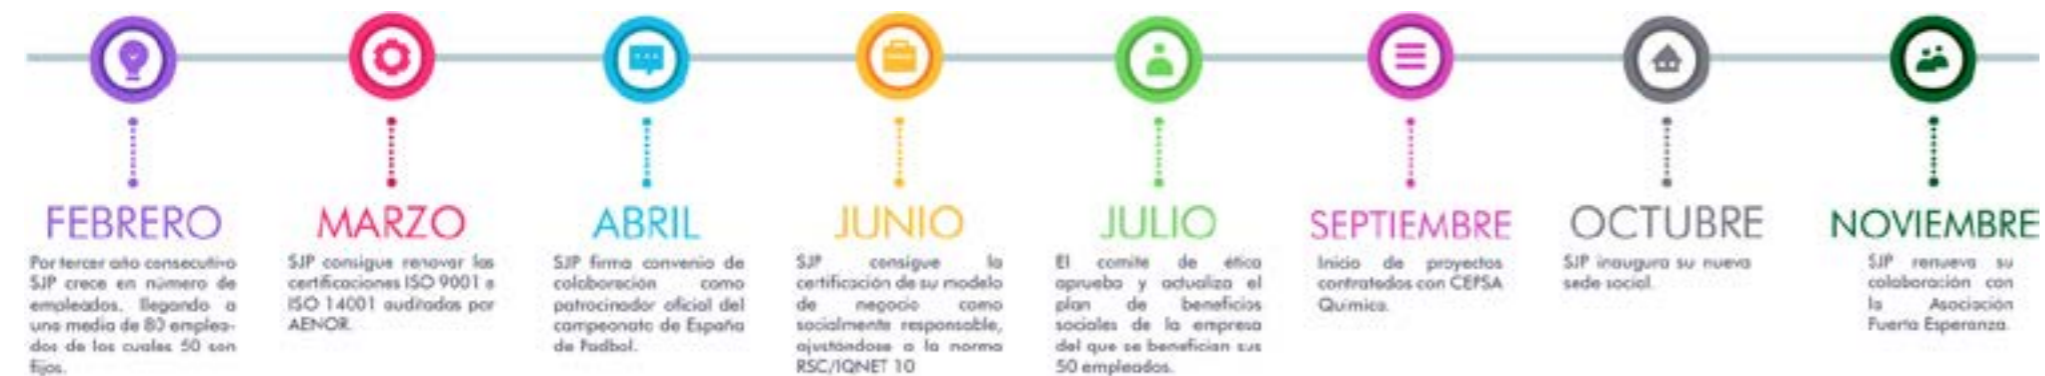 FEBRERO
Por tercer año consecutivo
SJP crece en número de
empleados, llegando a
una media de 80 emplea-
dos de los cuales 50 son
fijos.
MARZO
SJP consigue renovar las
certificaciones ISO 9001 e
ISO 14001 auditadas por
AENOR.
ABRIL
SJP firma convenio de
colaboración como
patrocinador oficial del
campeonato de España
de Padbol.
JUNIO
SJP consigue la
certificación de su modelo
de negocio como
socialmente responsable,
ajustándose a la norma
RSC/IQNET 10
JULIO
El comite de ética
aprueba y actualiza el
plan de beneficios
sociales de la empresa
del que se benefician sus
50 empleados.
SEPTIEMBRE
Inicio de proyectos
contratados con CEPSA
Quimica.
OCTUBRE
SJP inaugura su nueva
sede social.
NOVIEMBRE
SJP renueva su
colaboración con
la Asociación
Puerta Esperanza.